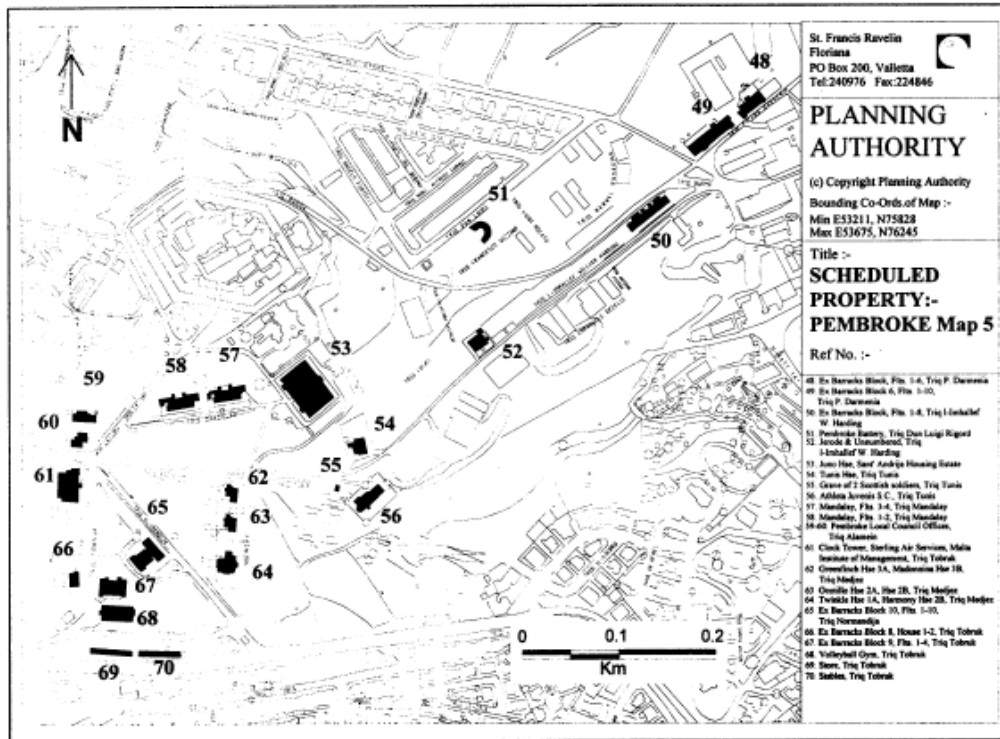 St. Francis Ravelin
Floriana
PO Box 200, Valletta
Tel:240976 Fax:224846
PLANNING
AUTHORITY
(c) Copyright Planning Authority
Bounding Co-Ords.of Map :-
Min E53211, N75828
Max E53675, N76245
Title :-
SCHEDULED
PROPERTY:-
PEMBROKE Map 5
Ref No. :-
48 Ex Barracks Block, Flts. 1-6, Triq P. Darmenia
49 Ex Barracks Block 6, Flts. 1-10,
Triq P. Darmenia
50 Ex Barracks Block, Flts. 1-8, Triq l-Imhallef
W. Harding
51 Pembroke Battery, Triq Dun Luigi Rigord
52 & Unnumbered, Triq
l-Imhallef W. Harding
53 Juno Hse, Sant' Andrija Housing Estate
54 Tunis Hse, Triq Tunis
55 Grave of 2 Scottish soldiers, Triq Tunis
56 Athleta Juvenis S.C., Triq Tunis
57 Mandalay, Flts. 3-4, Triq Mandalay
58 Mandalay, Flts. 1-2, Triq Mandalay
59-60 Pembroke Local Council Offices,
Triq Alamein
61 Clock Tower, Sterling Air Services, Malta
Institute of Management, Triq Tobruk
62 Greenfinch Hse 3A, Madonnina Hse 3B,
Triq Medjez
63 Hse 2A, Hse 2B, Triq Medjez
64 Twinkle Hse 1A, Harmony Hse 2B, Triq Medjez
65 Ex Barracks Block 10, Flts. 1-10,
Triq Normandija
66 Ex Barracks Block 8, House 1-2, Triq Tobruk
67 Ex Barracks Block 9, Flts. 1-4, Triq Tobruk
68 Volleyball Gym, Triq Tobruk
69 Store, Triq Tobruk
70 Stables, Triq Tobruk
N
48
49
51
50
53
52
57
58
59
60
54
55
61
62
56
65
63
66
64
67
68
69
70
0
0.1
0.2
Km